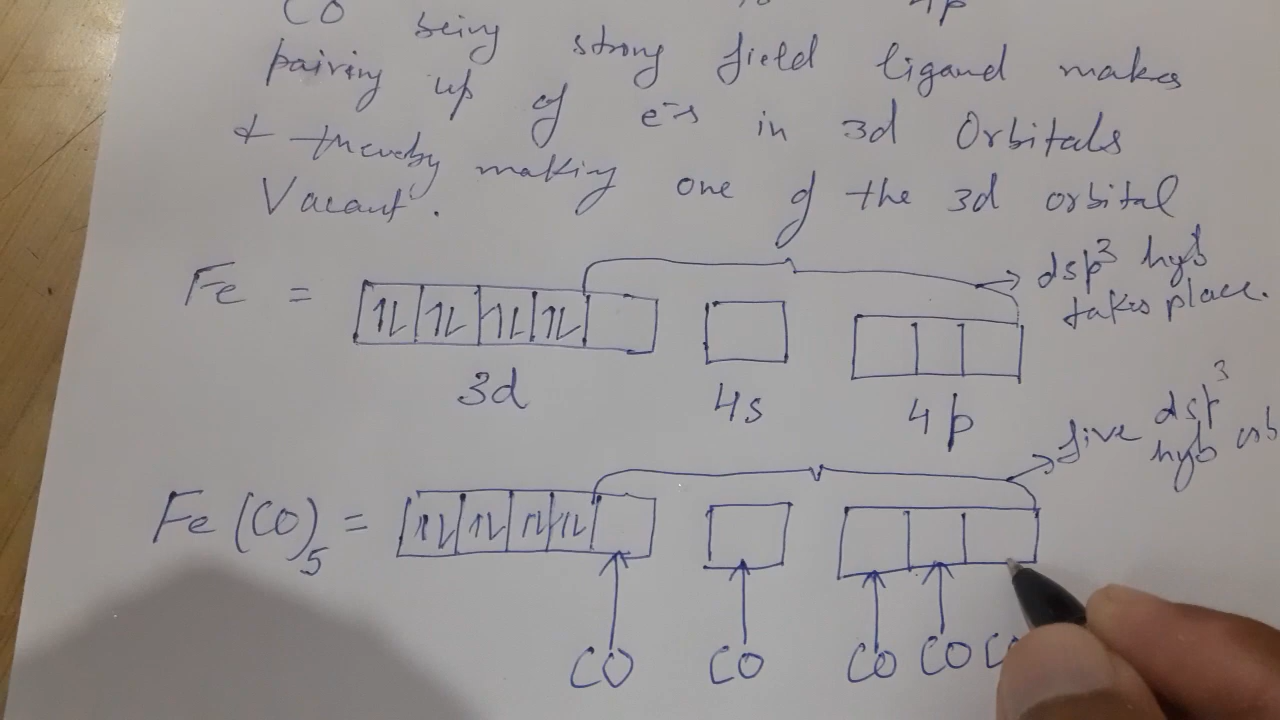 CO being strong field ligand makes
pairing up of e-s in 3d Orbitals
& thereby making one of the 3d orbital
Vacant.
Fe =
dsp³ hyb
takes place.
3d 4s 4p
five dsp³
hyb orb
Fe(CO)₅ =
CO CO CO CO